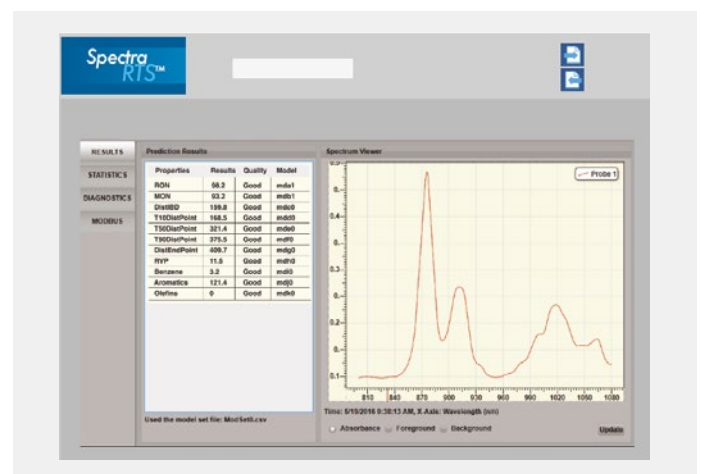 Spectra
RTS™
RESULTS
STATISTICS
DIAGNOSTICS
MODBUS
Prediction Results
Properties Results Quality Model
RON 98.2 Good mda1
MON 93.2 Good mdb1
DistIBD 199.8 Good mdc0
T10DistPoint 168.5 Good mdd0
T50DistPoint 321.4 Good mde0
T90DistPoint 375.5 Good mdf0
DistEndPoint 409.7 Good mdg0
RVP 11.5 Good mdh0
Benzene 3.2 Good mdi0
Aromatics 121.4 Good mdj0
Olefins 0 Good mdk0
Used the model set file: ModSet0.csv
Spectrum Viewer
Probe 1
0.4
0.
0.3
0.
0.2
0.
0.1
810 840 870 900 930 960 990 1020 1050 1080
Time: 5/19/2016 9:38:13 AM, X Axis: Wavelength (nm)
Absorbance Foreground Background
Update